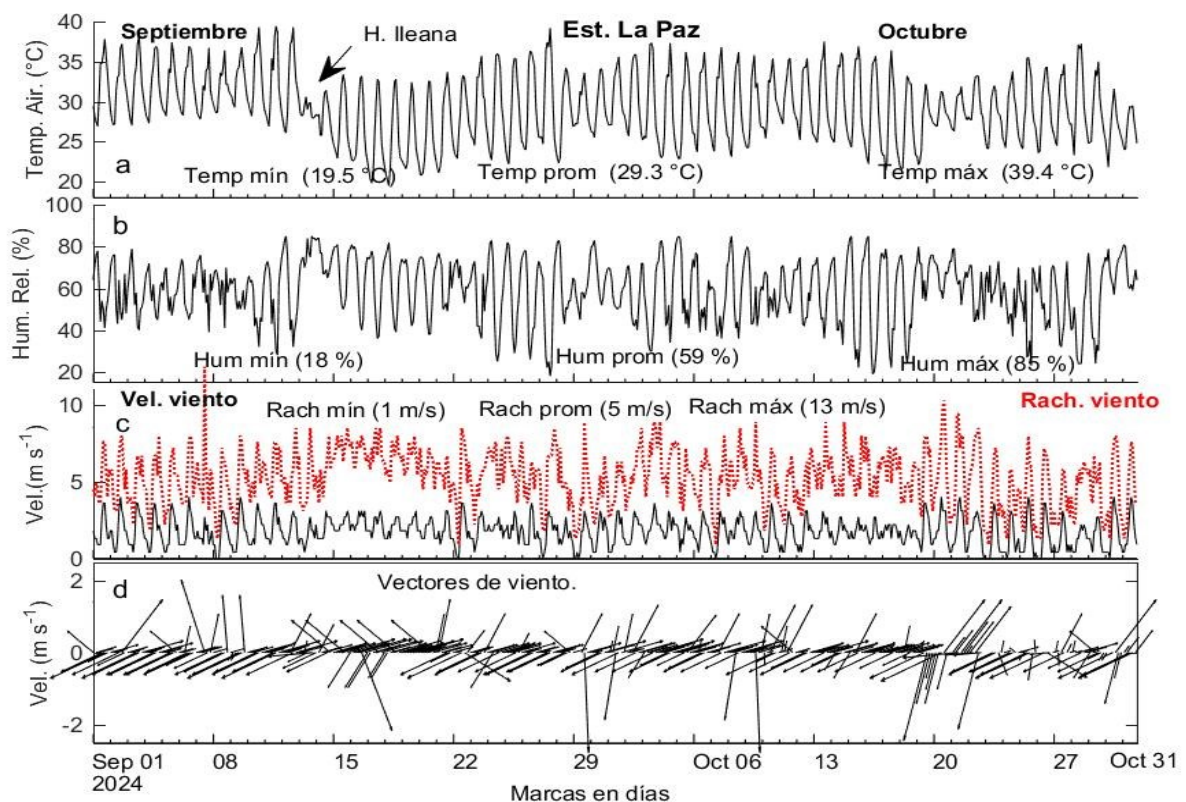 Septiembre
H. Ileana
Est. La Paz
Octubre
Temp. Air. (°C)
40
35
30
25
20
a
Temp mín (19.5 °C)
Temp prom (29.3 °C)
Temp máx (39.4 °C)
b
Hum. Rel. (%)
100
80
60
40
20
Hum mín (18 %)
Hum prom (59 %)
Hum máx (85 %)
Vel. viento
Rach mín (1 m/s)
Rach prom (5 m/s)
Rach máx (13 m/s)
Rach. viento
c
Vel.(m s⁻¹)
10
5
0
d
Vectores de viento.
Vel. (m s⁻¹)
2
0
-2
Sep 01 08 15 22 29 Oct 06 13 20 27 Oct 31
2024
Marcas en días